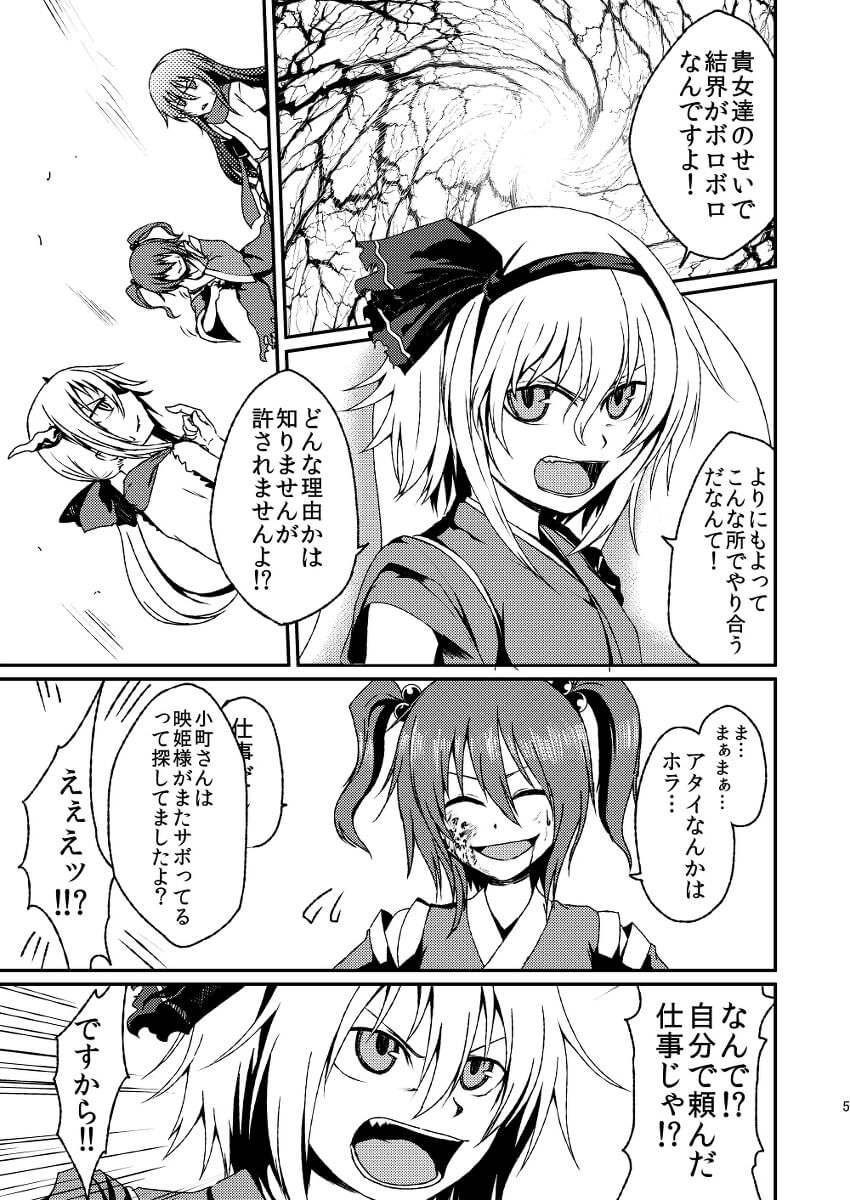 貴女達のせいで
結界がボロボロ
なんですよ！
よりにもよって
こんな所でやり合う
だなんて！
どんな理由かは
知りませんが
許されませんよ！？
ま…
まぁまぁ…
アタイなんかは
ホラ…
仕事だ
小町さんは
映姫様がまたサボってる
って探してましたよ？
えぇえッ
！！？
なんで！？
自分で頼んだ
仕事じゃ！？
ですから！！
5